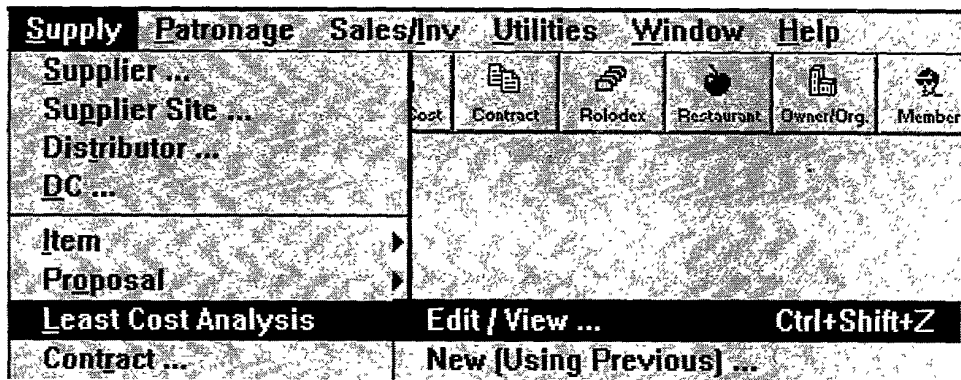 Supply Patronage Sales/Inv Utilities Window Help
Supplier ...
Supplier Site ...
Distributor ...
DC ...
Cost Contract Rolodex Restaurant Owner/Org. Member
Item
Proposal
Least Cost Analysis Edit / View ... Ctrl+Shift+Z
Contract ... New (Using Previous) ...